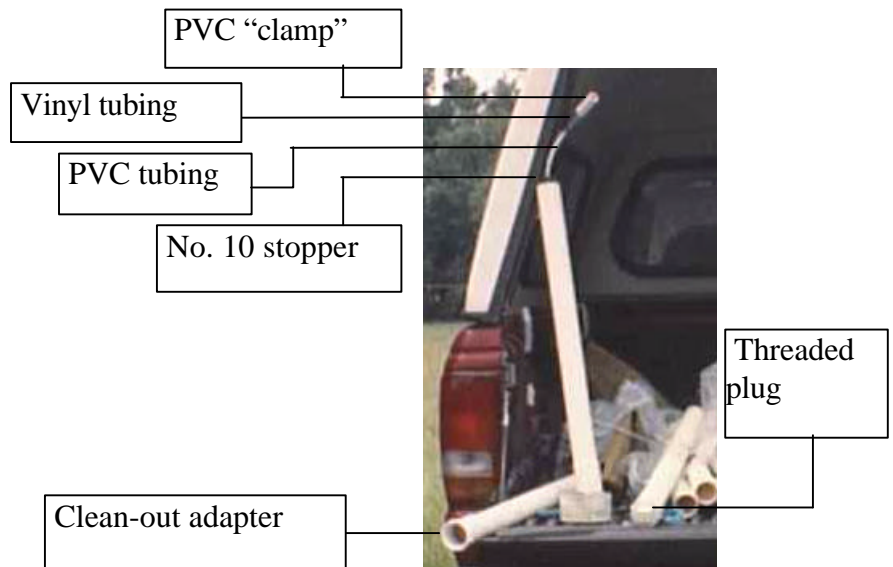 PVC “clamp”
Vinyl tubing
PVC tubing
No. 10 stopper
Threaded
plug
Clean-out adapter